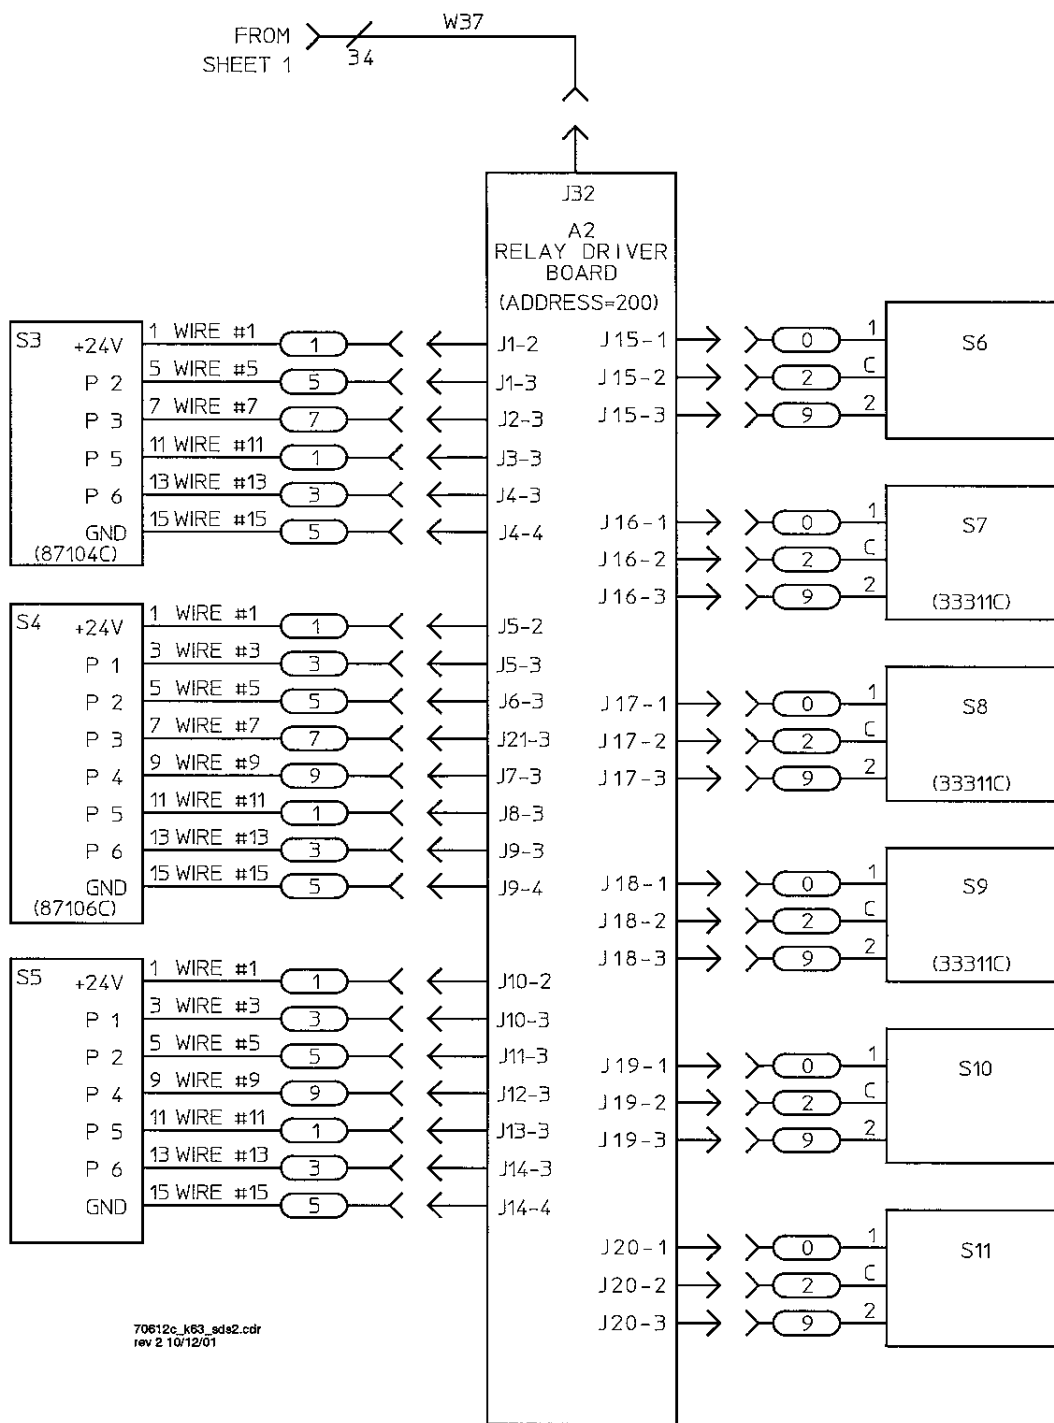 W37
FROM
34
SHEET 1
J32
A2
RELAY DRIVER
BOARD
(ADDRESS=200)
S3
+24V 1 WIRE #1 1 J1-2
P 2 5 WIRE #5 5 J1-3
P 3 7 WIRE #7 7 J2-3
P 5 11 WIRE #11 1 J3-3
P 6 13 WIRE #13 3 J4-3
GND 15 WIRE #15 5 J4-4
(87104C)
S4
+24V 1 WIRE #1 1 J5-2
P 1 3 WIRE #3 3 J5-3
P 2 5 WIRE #5 5 J6-3
P 3 7 WIRE #7 7 J21-3
P 4 9 WIRE #9 9 J7-3
P 5 11 WIRE #11 1 J8-3
P 6 13 WIRE #13 3 J9-3
GND 15 WIRE #15 5 J9-4
(87106C)
S5
+24V 1 WIRE #1 1 J10-2
P 1 3 WIRE #3 3 J10-3
P 2 5 WIRE #5 5 J11-3
P 4 9 WIRE #9 9 J12-3
P 5 11 WIRE #11 1 J13-3
P 6 13 WIRE #13 3 J14-3
GND 15 WIRE #15 5 J14-4
J15-1 0 1 S6
J15-2 2 C
J15-3 9 2
J16-1 0 1 S7
J16-2 2 C
J16-3 9 2
(33311C)
J17-1 0 1 S8
J17-2 2 C
J17-3 9 2
(33311C)
J18-1 0 1 S9
J18-2 2 C
J18-3 9 2
(33311C)
J19-1 0 1 S10
J19-2 2 C
J19-3 9 2
J20-1 0 1 S11
J20-2 2 C
J20-3 9 2
70612c_k63_sds2.cdr
rev 2 10/12/01